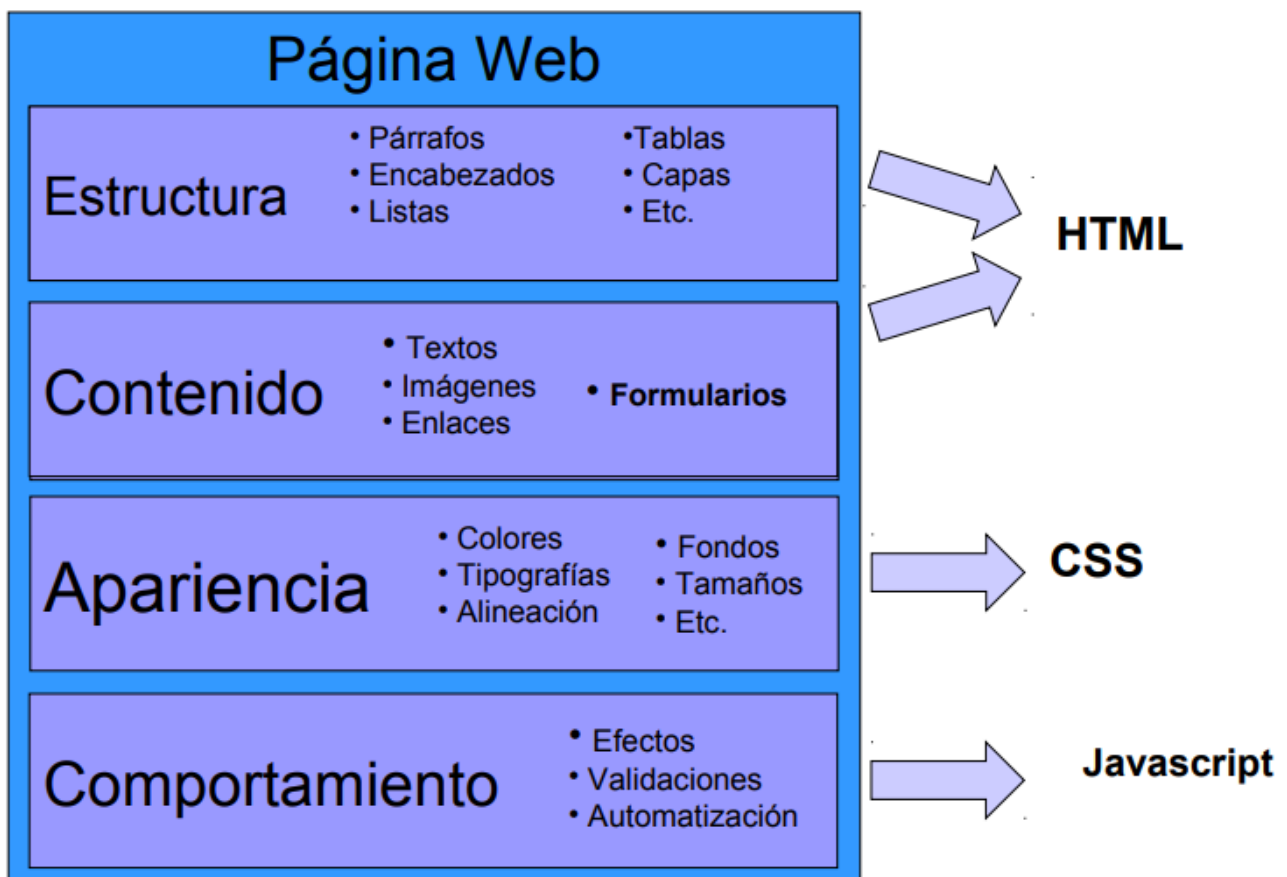 Página Web
Estructura
• Párrafos
• Encabezados
• Listas
•Tablas
• Capas
• Etc.
HTML
Contenido
• Textos
• Imágenes
• Enlaces
• Formularios
Apariencia
• Colores
• Tipografías
• Alineación
• Fondos
• Tamaños
• Etc.
CSS
Comportamiento
• Efectos
• Validaciones
• Automatización
Javascript